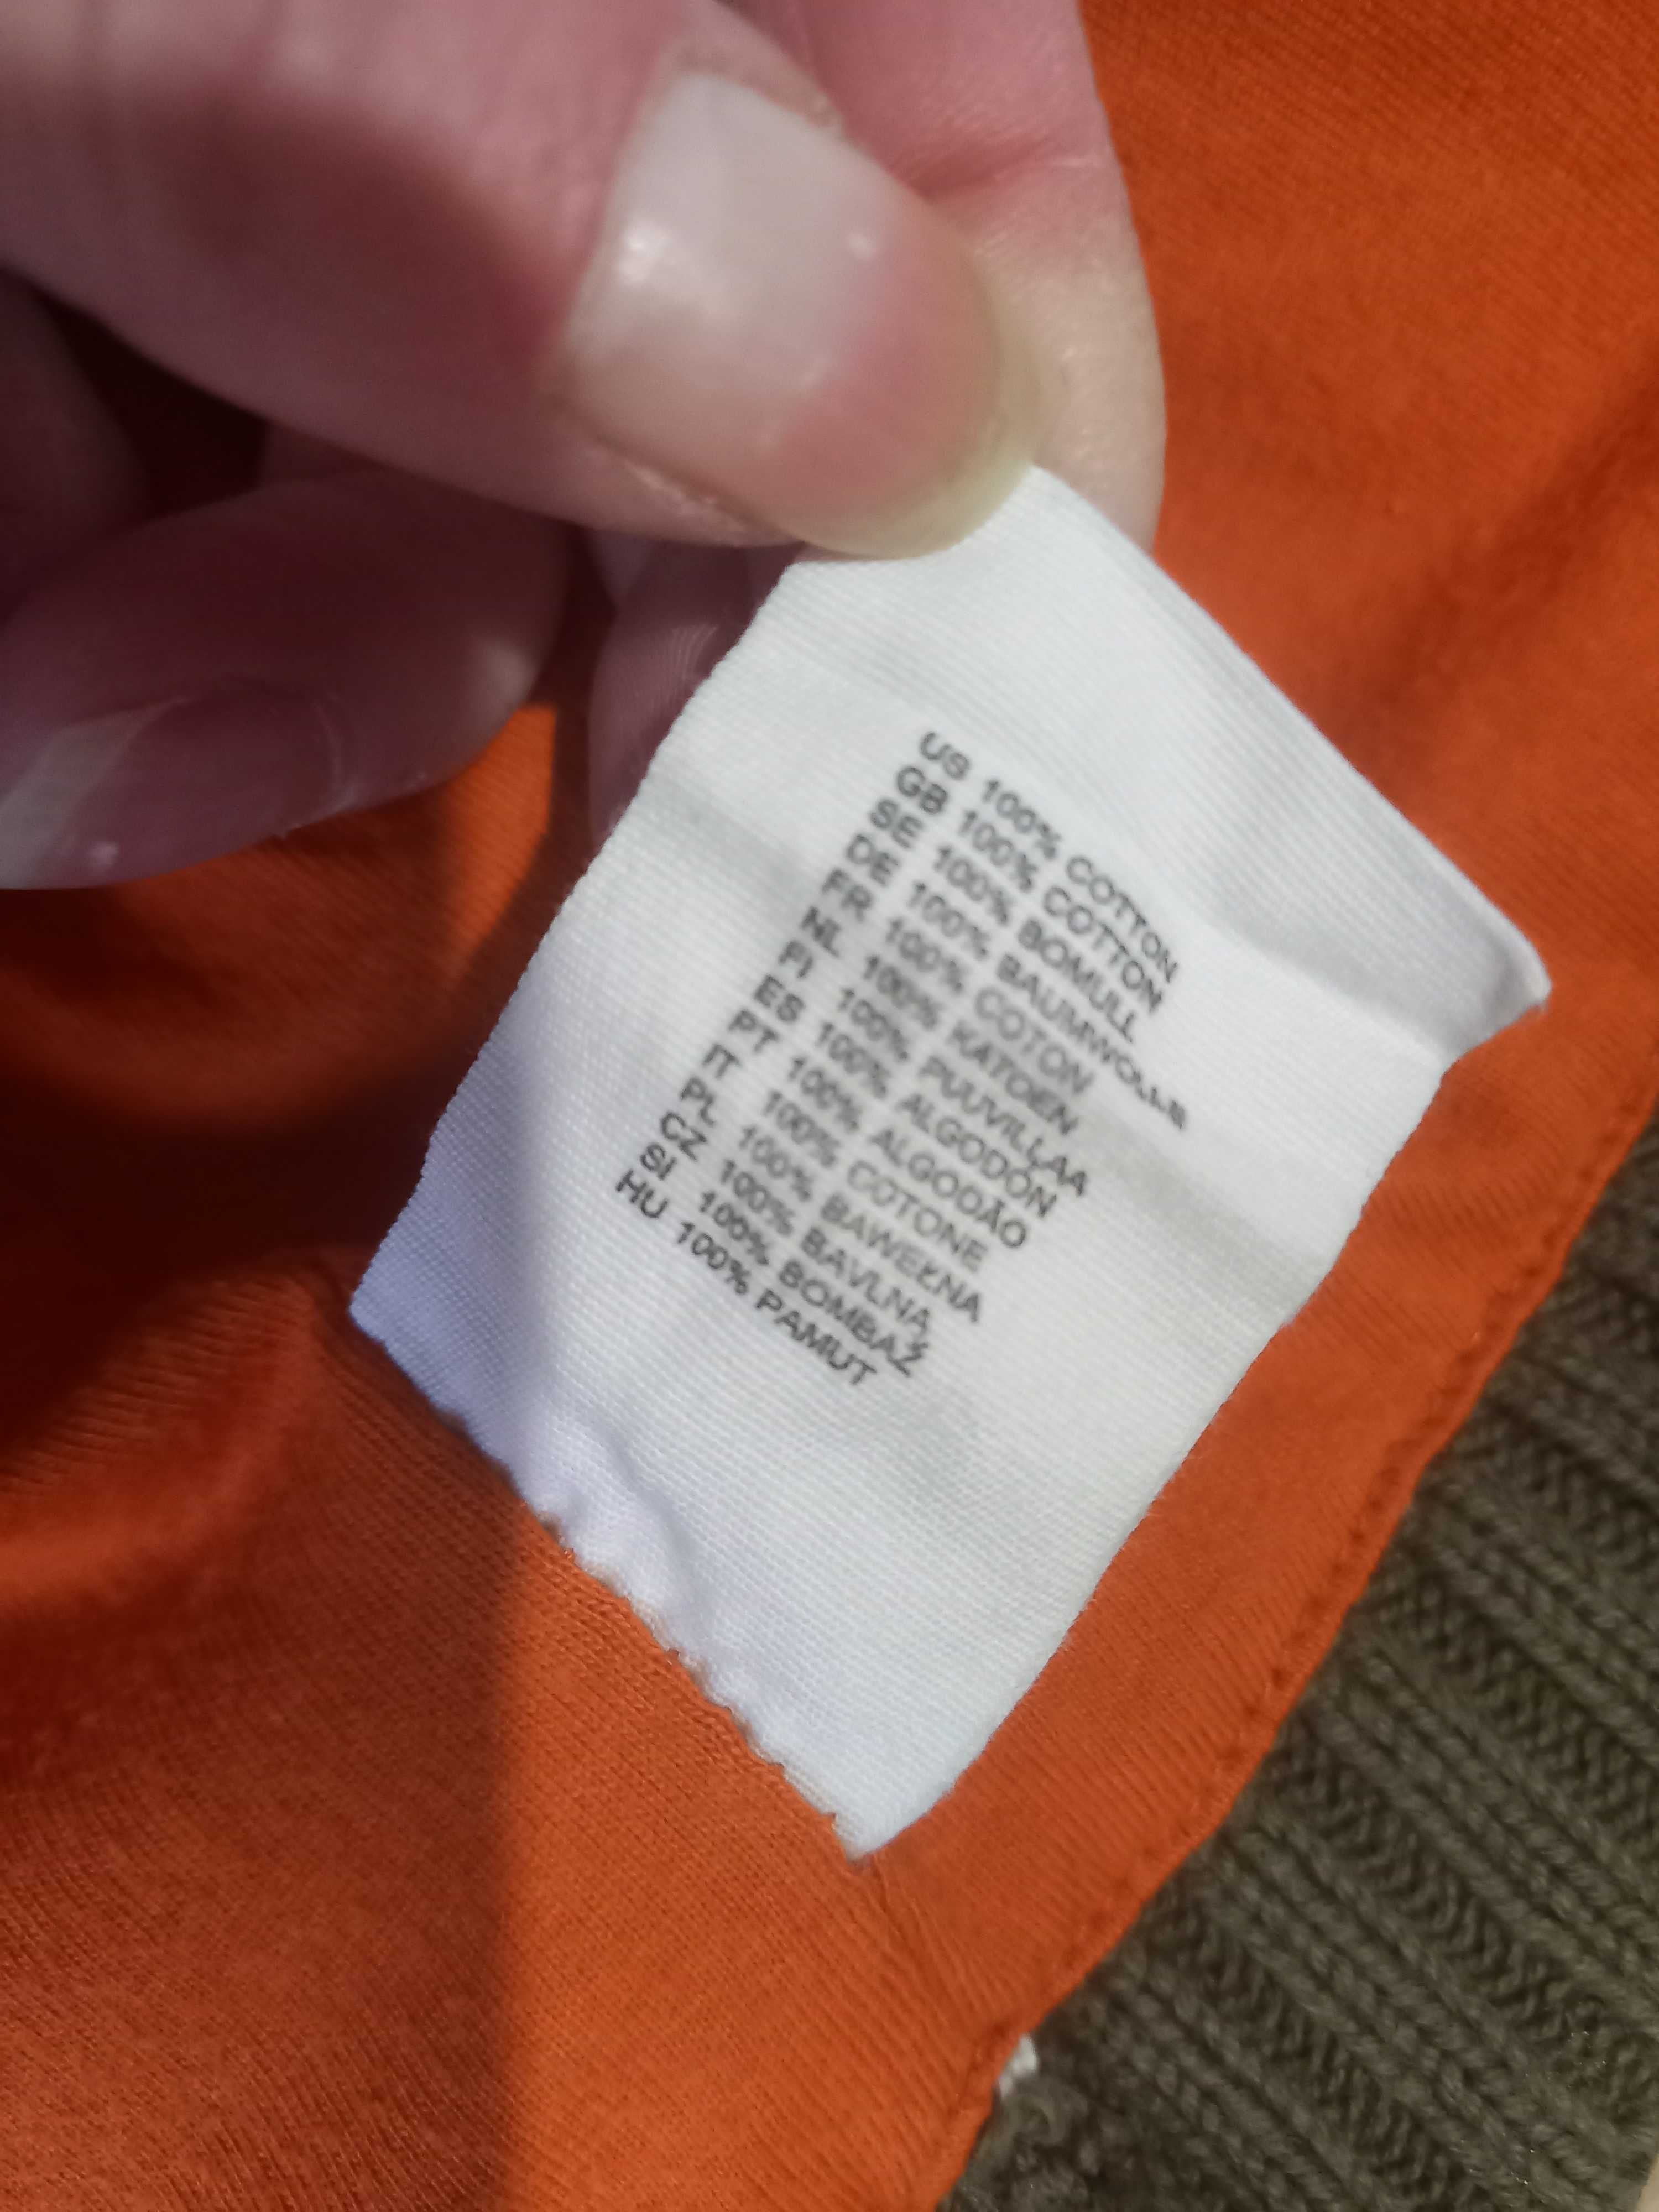 US 100% COTTON
GB 100% COTTON
SE 100% BOMULL
DE 100% BAUMWOLLE
FR 100% COTON
NL 100% KATOEN
FI 100% PUUVILLAA
ES 100% ALGODÓN
PT 100% ALGODÃO
IT 100% COTONE
PL 100% BAWEŁNA
CZ 100% BAVLNA
SI 100% BOMBAŽ
HU 100% PAMUT